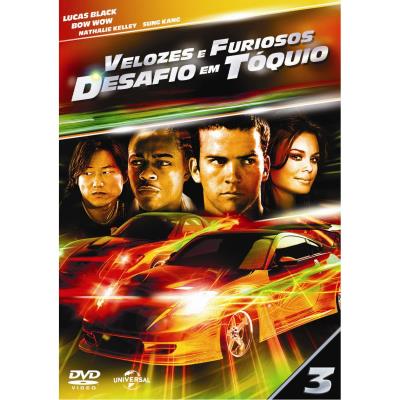 LUCAS BLACK
BOW WOW
NATHALIE KELLEY SUNG KANG
VELOZES E FURIOSOS
DESAFIO EM TÓQUIO
DVD
VIDEO
UNIVERSAL
3